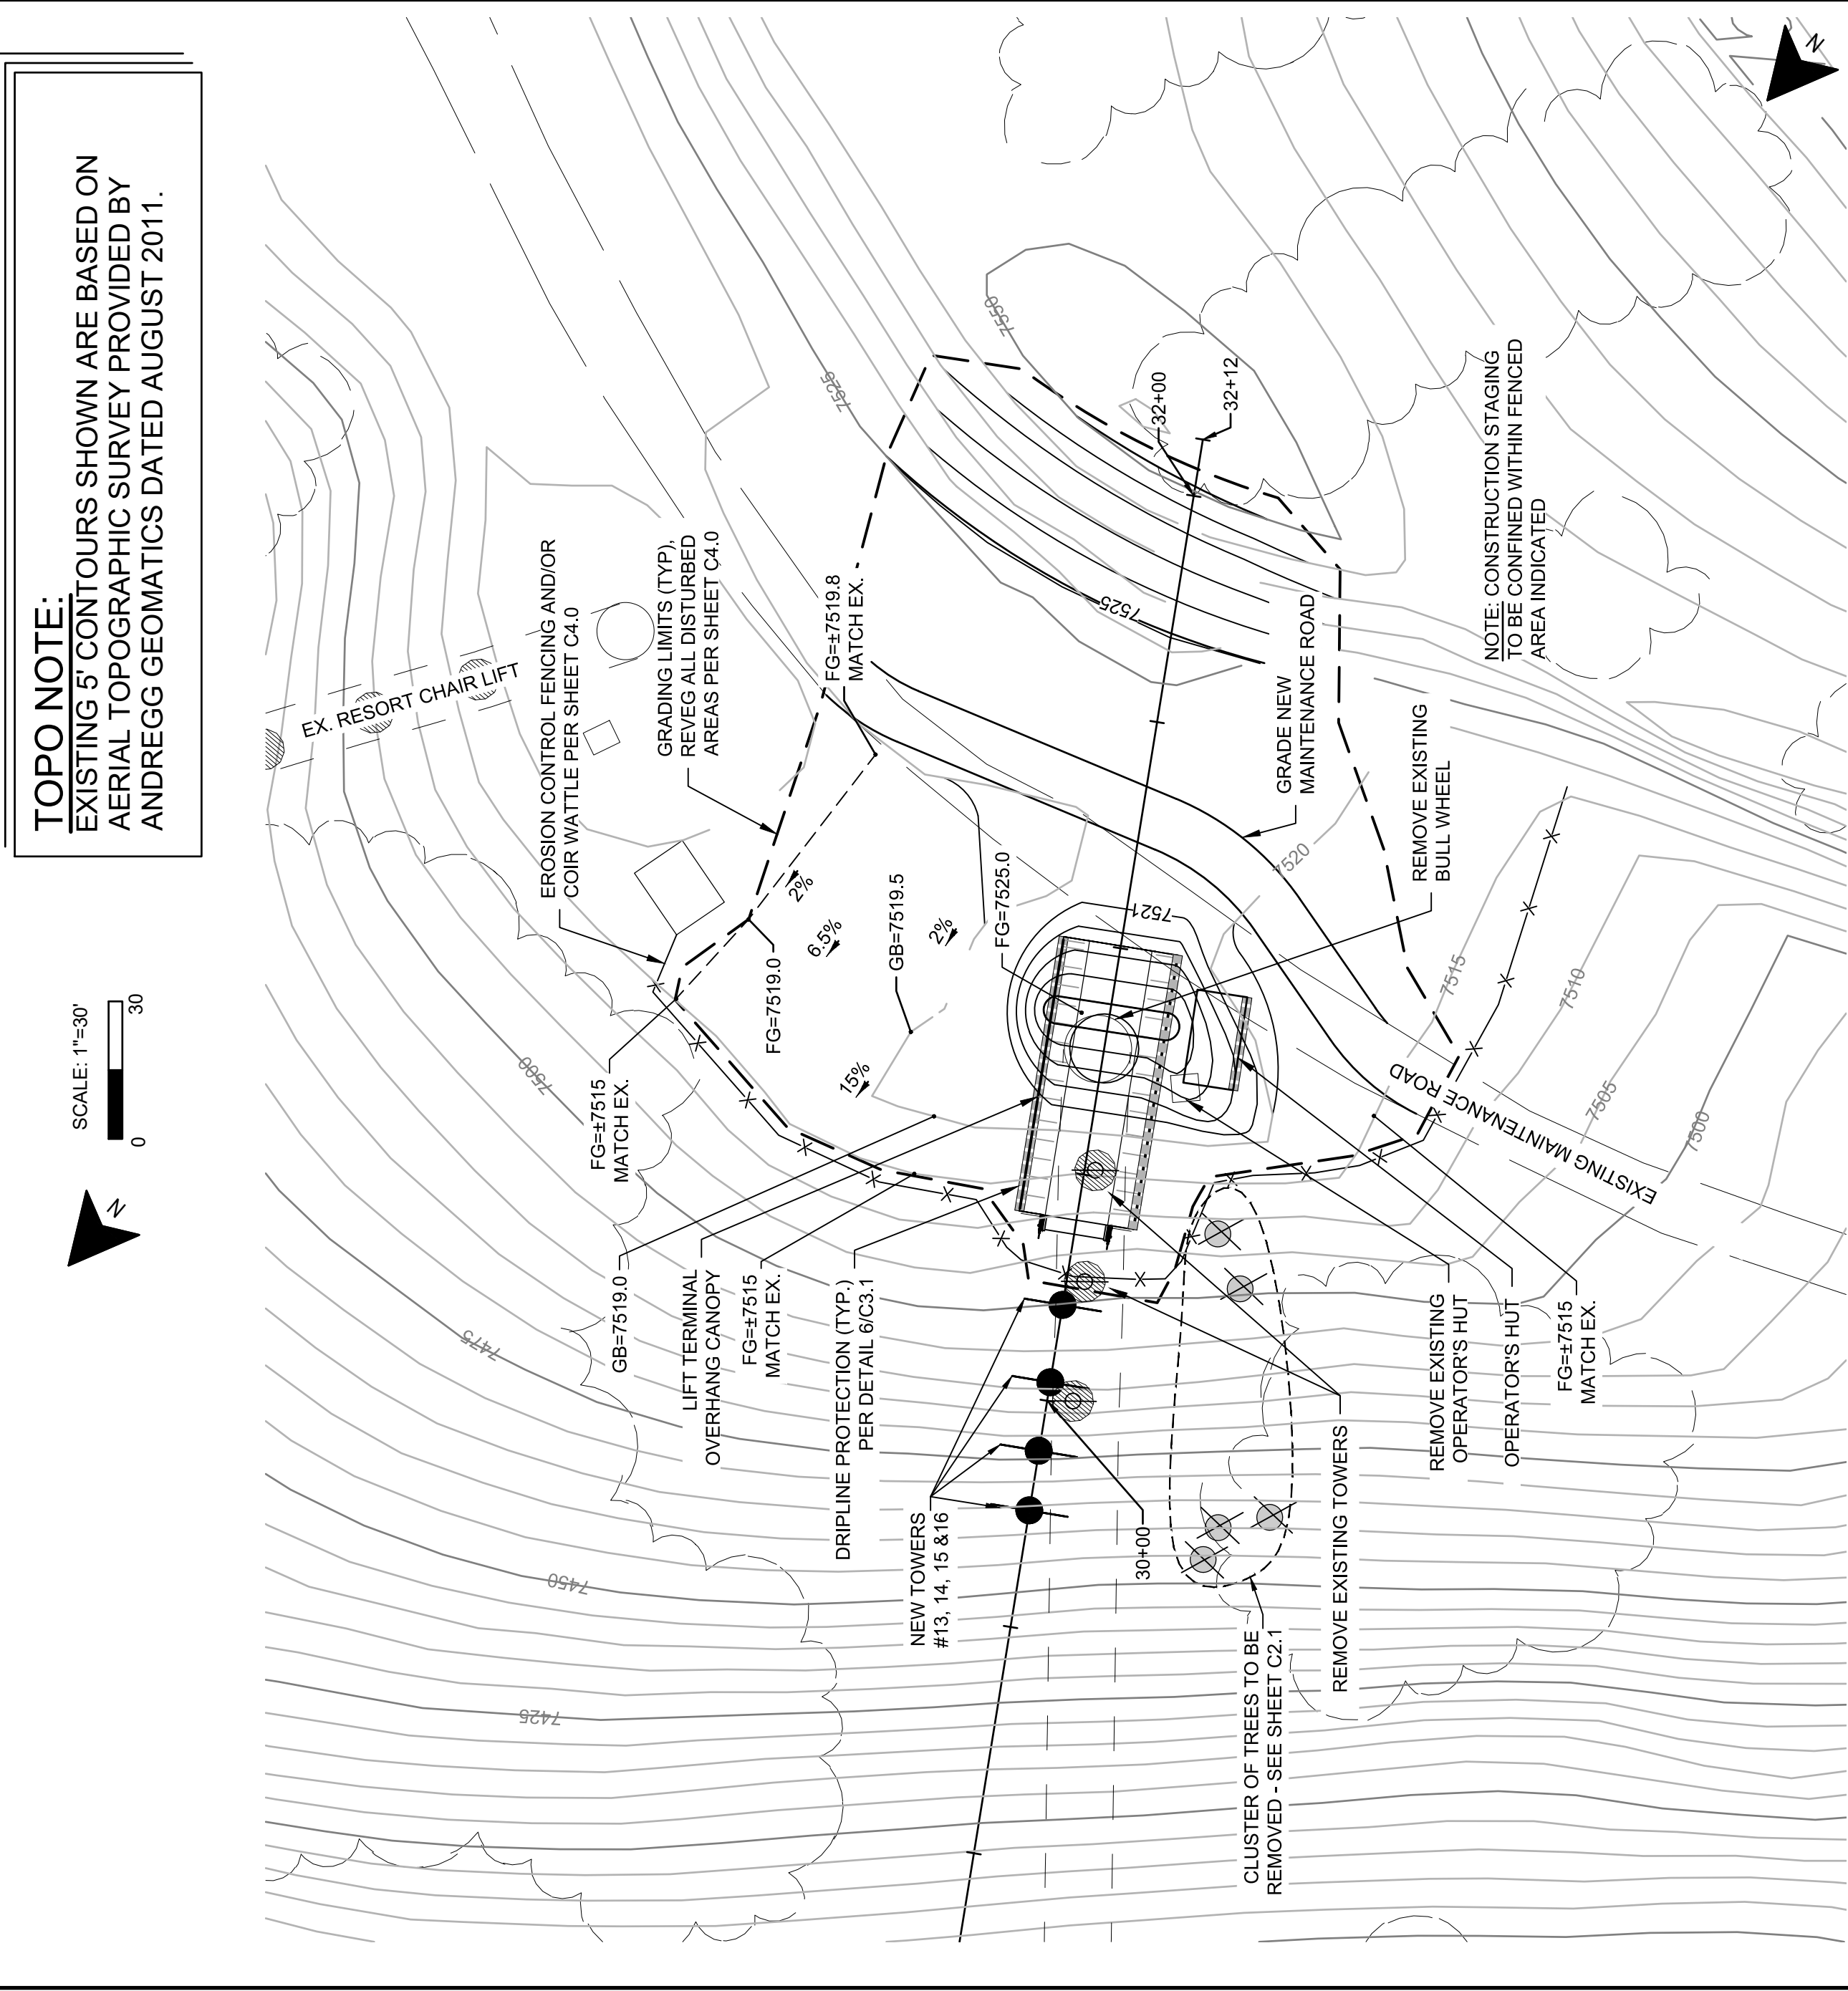 TOPO NOTE:
EXISTING 5' CONTOURS SHOWN ARE BASED ON
AERIAL TOPOGRAPHIC SURVEY PROVIDED BY
ANDREGG GEOMATICS DATED AUGUST 2011.
SCALE: 1"=30'
0
30
N
N
EX. RESORT CHAIR LIFT
EROSION CONTROL FENCING AND/OR
COIR WATTLE PER SHEET C4.0
GRADING LIMITS (TYP),
REVEG ALL DISTURBED
AREAS PER SHEET C4.0
FG=±7519.8
MATCH EX.
7525
7550
32+00
32+12
7525
NOTE: CONSTRUCTION STAGING
TO BE CONFINED WITHIN FENCED
AREA INDICATED
GRADE NEW
MAINTENANCE ROAD
REMOVE EXISTING
BULL WHEEL
7520
7521
7515
7510
7505
7500
EXISTING MAINTENANCE ROAD
2%
6.5%
GB=7519.5
2%
FG=7525.0
FG=7519.0
15%
7500
FG=±7515
MATCH EX.
GB=7519.0
LIFT TERMINAL
OVERHANG CANOPY
FG=±7515
MATCH EX.
DRIPLINE PROTECTION (TYP.)
PER DETAIL 6/C3.1
NEW TOWERS
#13, 14, 15 &16
30+00
CLUSTER OF TREES TO BE
REMOVED - SEE SHEET C2.1
REMOVE EXISTING TOWERS
REMOVE EXISTING
OPERATOR'S HUT
OPERATOR'S HUT
FG=±7515
MATCH EX.
7475
7450
7425